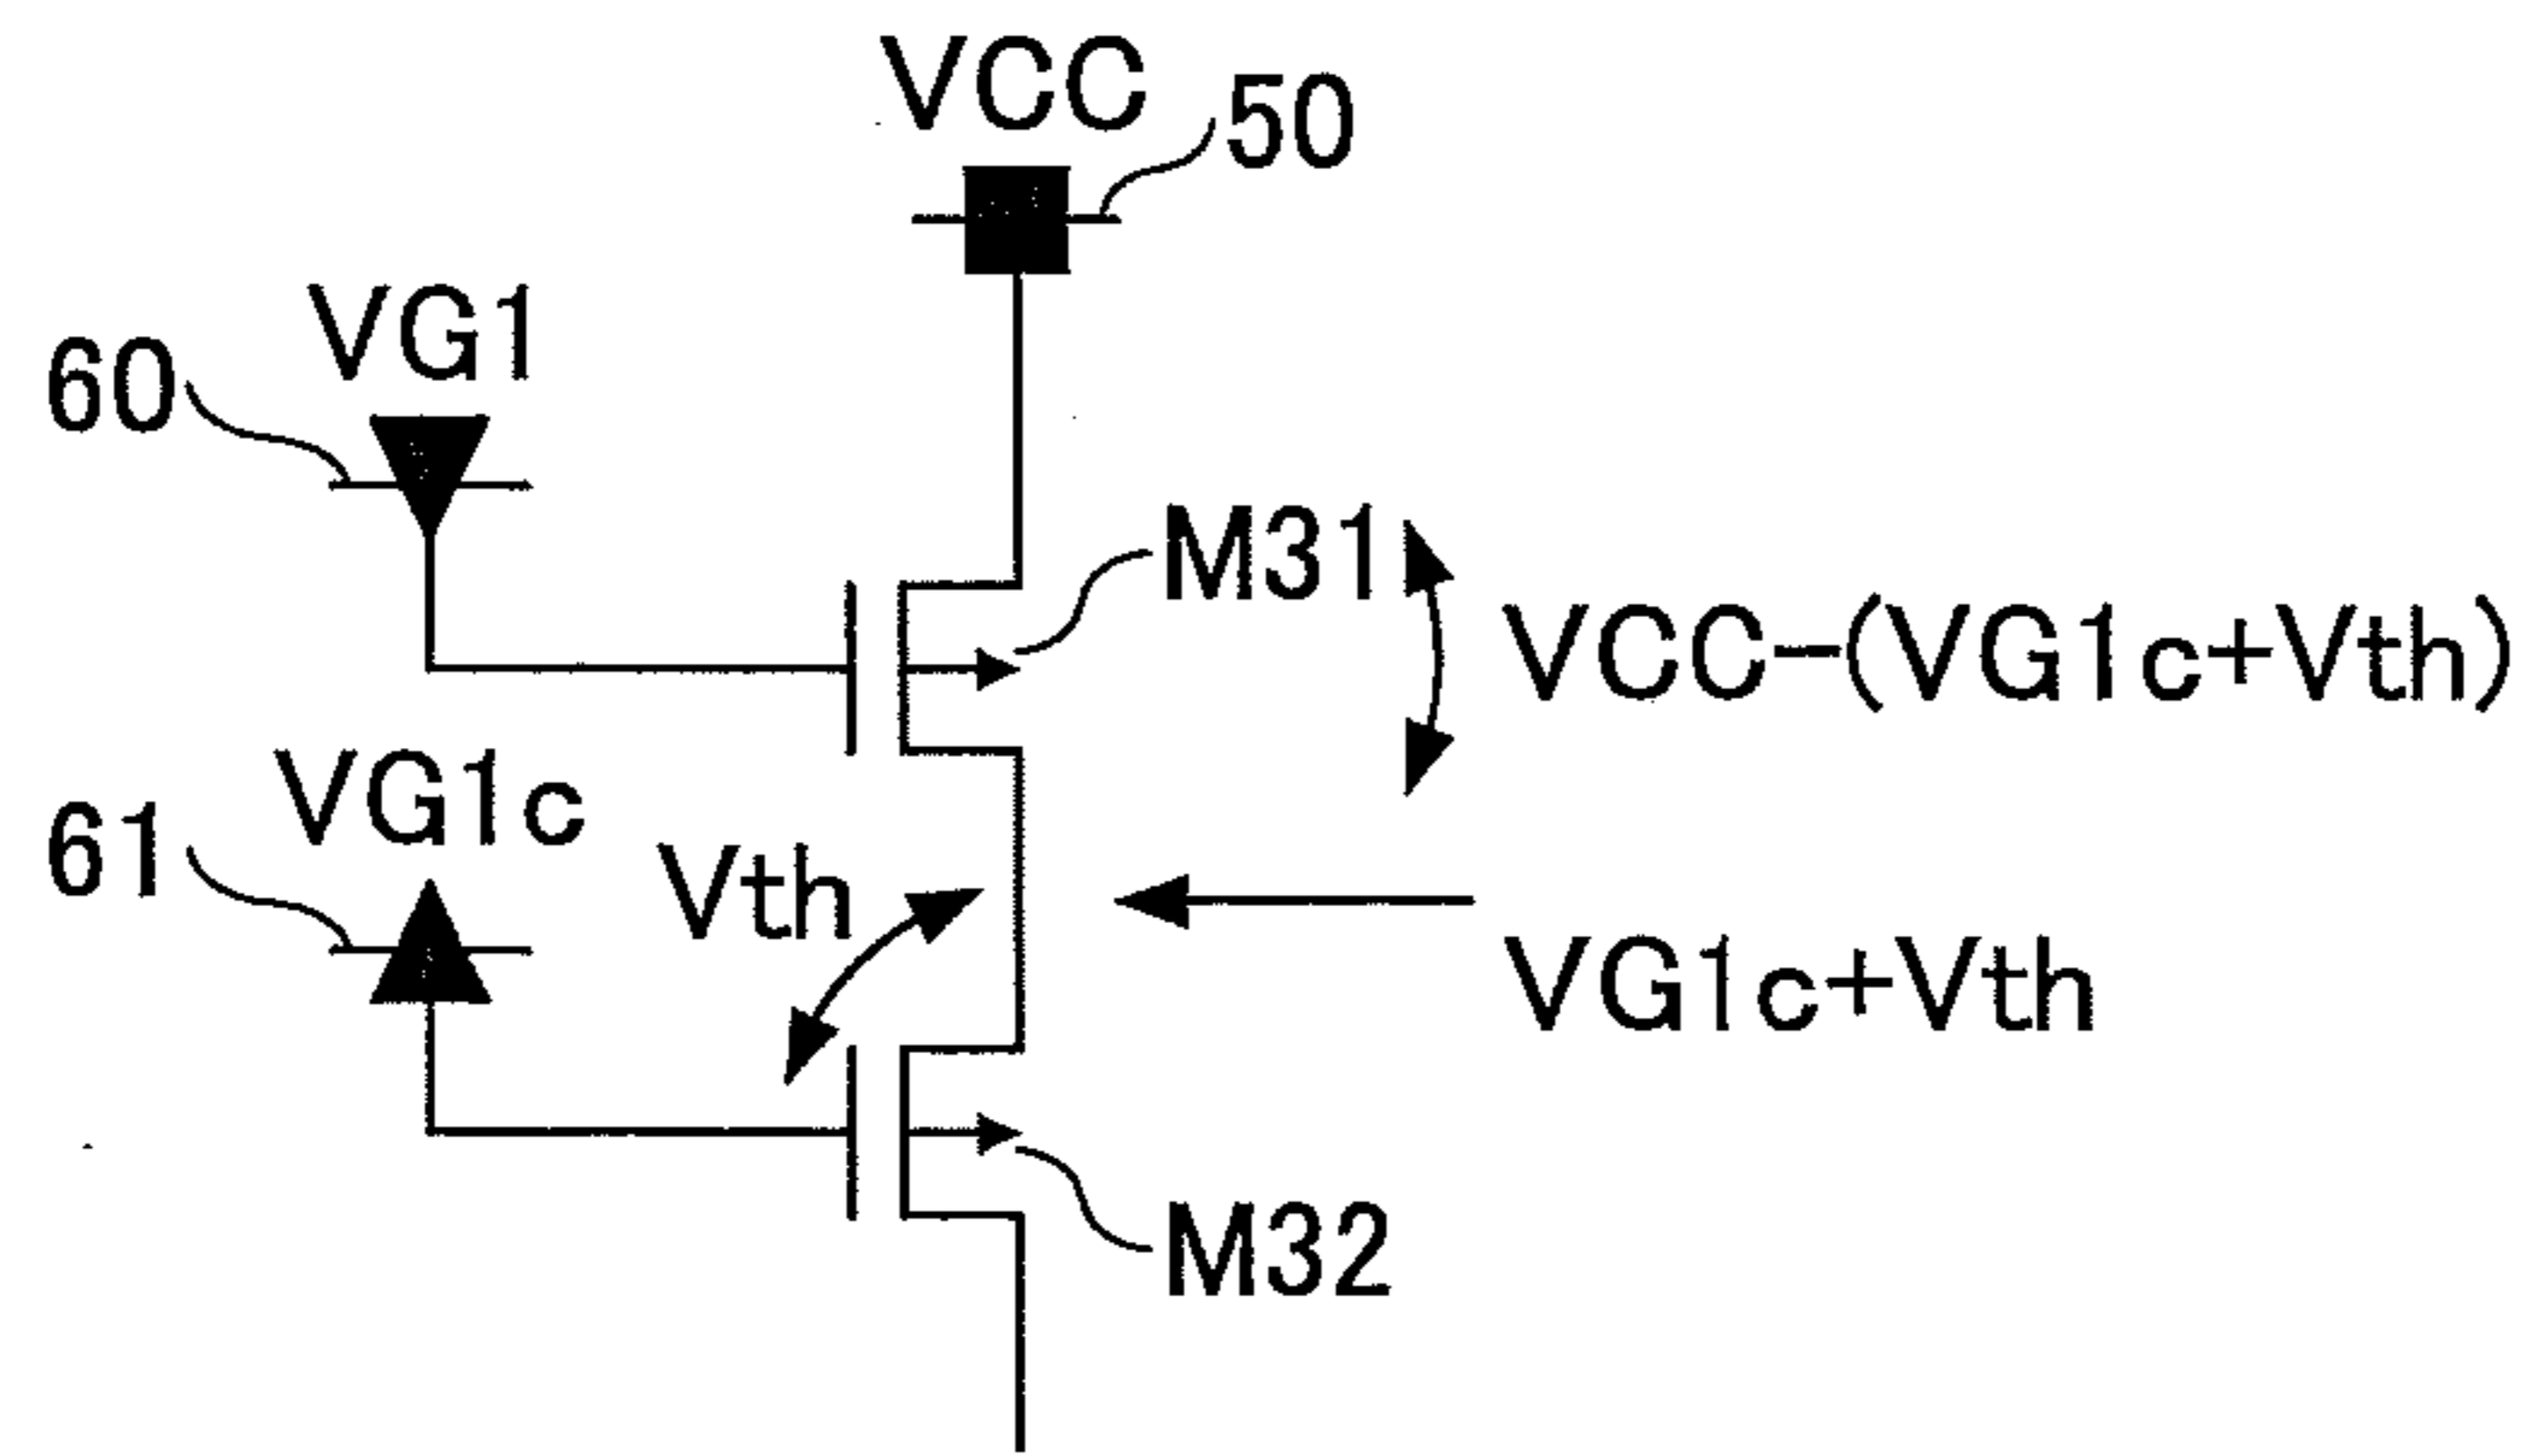 VCC
50
VG1
60
M31
VCC-(VG1c+Vth)
VG1c
61
Vth
VG1c+Vth
M32